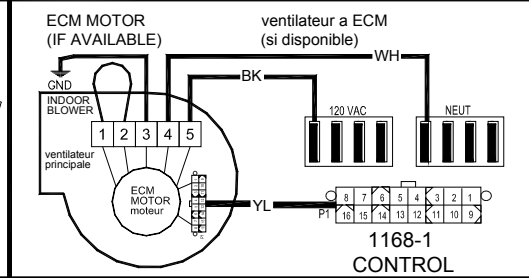 ECM MOTOR
(IF AVAILABLE)
ventilateur a ECM
(si disponible)
WH
BK
GND
INDOOR
BLOWER
120 VAC
NEUT
1 2 3 4 5
ventilateur
principale
ECM
MOTOR
moteur
YL
P1
8 7 6 5 4 3 2 1
16 15 14 13 12 11 10 9
1168-1
CONTROL